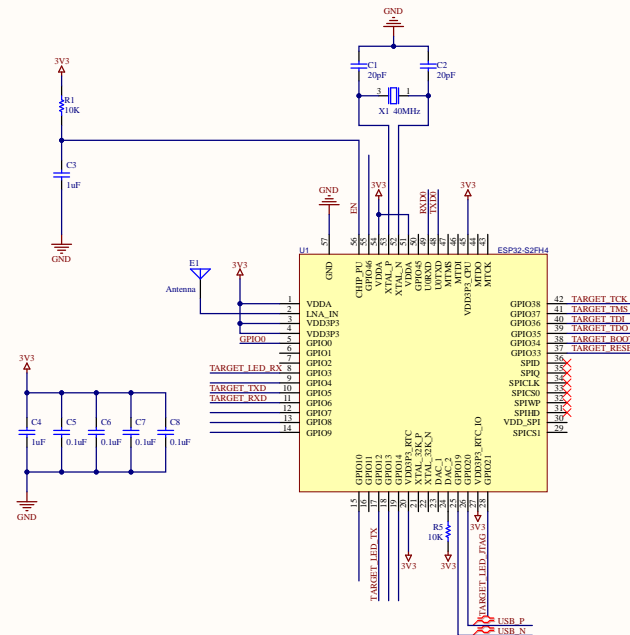 GND
C1
20pF
C2
20pF
3
1
X1 40MHz
3V3
R1
10K
C3
1uF
GND
GND
EN
3V3
RXD0
TXD0
3V3
57
56
55
54
53
52
51
50
49
48
47
46
45
44
43
U1
ESP32-S2FH4
GND
CHIP_PU
GPIO46
VDDA
XTAL_P
XTAL_N
VDDA
GPIO45
U0RXD
U0TXD
MTMS
MTDI
VDD3P3_CPU
MTDO
MTCK
E1
Antenna
3V3
1 VDDA
2 LNA_IN
3 VDD3P3
4 VDD3P3
GPIO0 5 GPIO0
6 GPIO1
7 GPIO2
TARGET_LED_RX 8 GPIO3
9 GPIO4
TARGET_TXD 10 GPIO5
TARGET_RXD 11 GPIO6
12 GPIO7
13 GPIO8
14 GPIO9
GPIO38 42 TARGET_TCK
GPIO37 41 TARGET_TMS
GPIO36 40 TARGET_TDI
GPIO35 39 TARGET_TDO
GPIO34 38 TARGET_BOOT
GPIO33 37 TARGET_RESE
SPID 36
SPIQ 35
SPICLK 34
SPICS0 33
SPIWP 32
SPIHD 31
VDD_SPI 30
SPICS1 29
3V3
C4
1uF
C5
0.1uF
C6
0.1uF
C7
0.1uF
C8
0.1uF
GND
GPIO10
GPIO11
GPIO12
GPIO13
GPIO14
VDD3P3_RTC
XTAL_32K_P
XTAL_32K_N
DAC_1
DAC_2
GPIO19
GPIO20
VDD3P3_RTC_IO
GPIO21
15
16
17
18
19
20
21
22
23
24
25
26
27
28
TARGET_LED_TX
3V3
R5
10K
3V3
3V3
TARGET_LED_JTAG
USB_P
USB_N